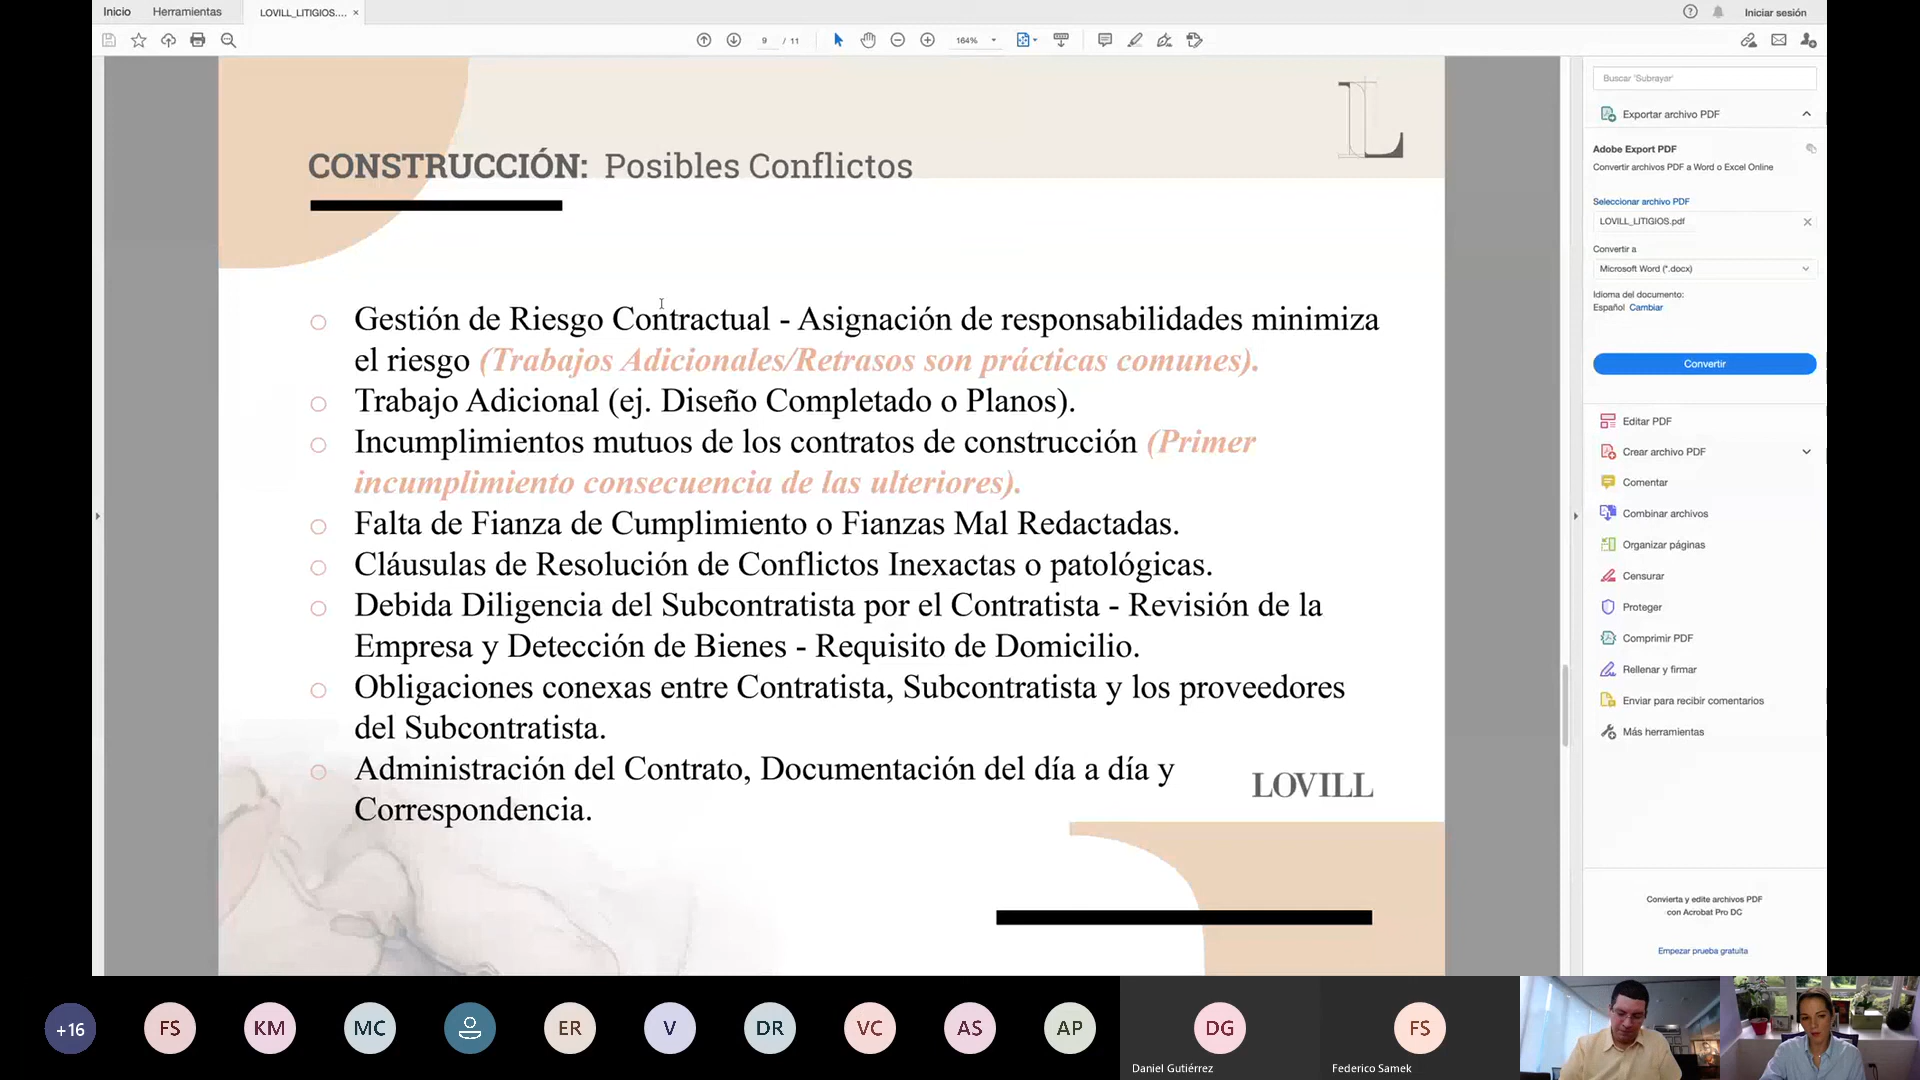 Inicio Herramientas LOVILL_LITIGIOS.... × Iniciar sesión
9 / 11 164%
Buscar 'Subrayar'
Exportar archivo PDF
Adobe Export PDF
Convertir archivos PDF a Word o Excel Online
Seleccionar archivo PDF
LOVILL_LITIGIOS.pdf
Convertir a
Microsoft Word (*.docx)
Idioma del documento:
Español Cambiar
Convertir
Editar PDF
Crear archivo PDF
Comentar
Combinar archivos
Organizar páginas
Censurar
Proteger
Comprimir PDF
Rellenar y firmar
Enviar para recibir comentarios
Más herramientas
Convierta y edite archivos PDF
con Acrobat Pro DC
Empezar prueba gratuita
L
CONSTRUCCIÓN: Posibles Conflictos
Gestión de Riesgo Contractual - Asignación de responsabilidades minimiza
el riesgo (Trabajos Adicionales/Retrasos son prácticas comunes).
Trabajo Adicional (ej. Diseño Completado o Planos).
Incumplimientos mutuos de los contratos de construcción (Primer
incumplimiento consecuencia de las ulteriores).
Falta de Fianza de Cumplimiento o Fianzas Mal Redactadas.
Cláusulas de Resolución de Conflictos Inexactas o patológicas.
Debida Diligencia del Subcontratista por el Contratista - Revisión de la
Empresa y Detección de Bienes - Requisito de Domicilio.
Obligaciones conexas entre Contratista, Subcontratista y los proveedores
del Subcontratista.
Administración del Contrato, Documentación del día a día y
Correspondencia.
LOVILL
+16 FS KM MC ER V DR VC AS AP DG FS
Daniel Gutiérrez Federico Samek